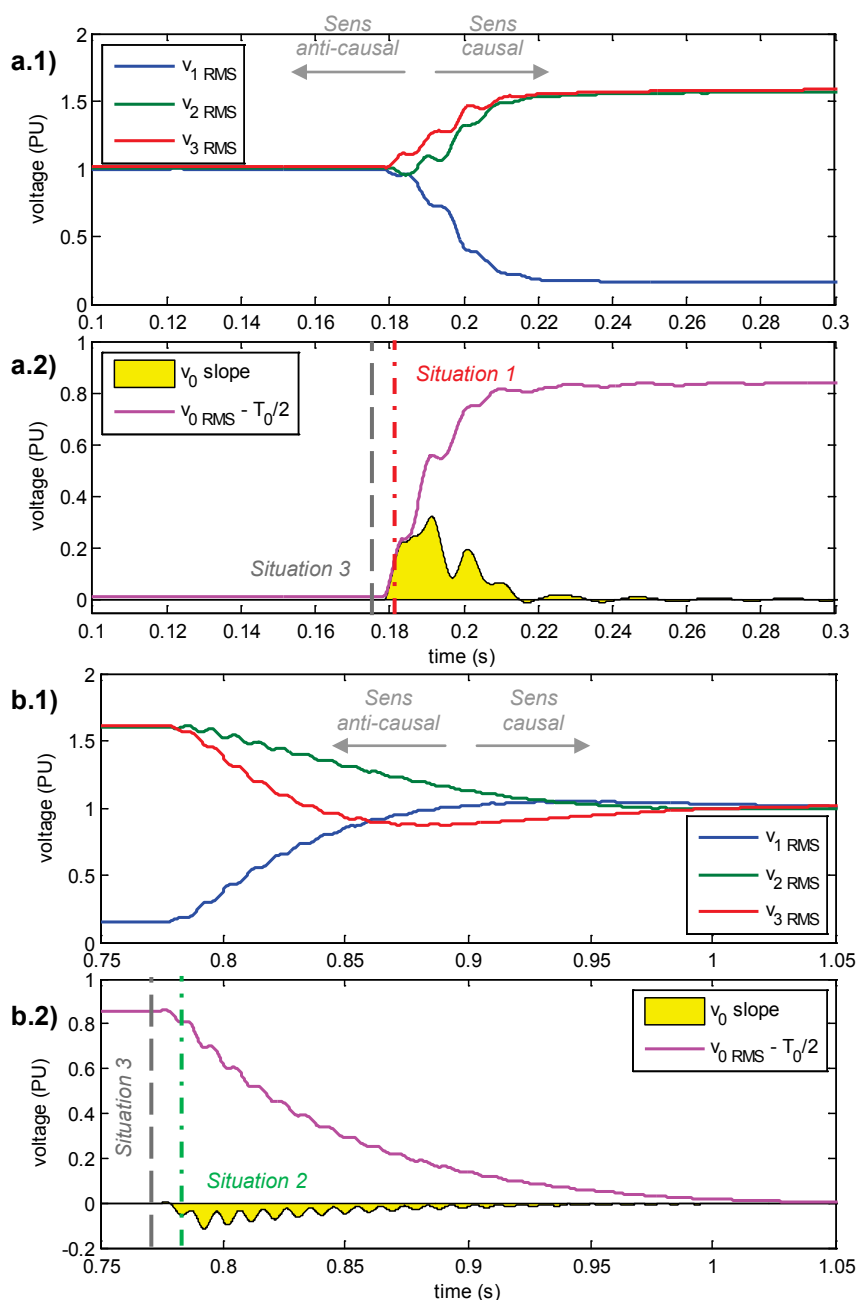 a.1)
voltage (PU)
2
1.5
1
0.5
0
v1 RMS
v2 RMS
v3 RMS
Sens anti-causal
Sens causal
0.1 0.12 0.14 0.16 0.18 0.2 0.22 0.24 0.26 0.28 0.3
a.2)
voltage (PU)
1
0.8
0.6
0.4
0.2
0
v0 slope
v0 RMS - T0/2
Situation 1
Situation 3
0.1 0.12 0.14 0.16 0.18 0.2 0.22 0.24 0.26 0.28 0.3
time (s)
b.1)
voltage (PU)
2
1.5
1
0.5
0
Sens anti-causal
Sens causal
v1 RMS
v2 RMS
v3 RMS
0.75 0.8 0.85 0.9 0.95 1 1.05
b.2)
voltage (PU)
1
0.8
0.6
0.4
0.2
0
-0.2
Situation 3
Situation 2
v0 slope
v0 RMS - T0/2
0.75 0.8 0.85 0.9 0.95 1 1.05
time (s)